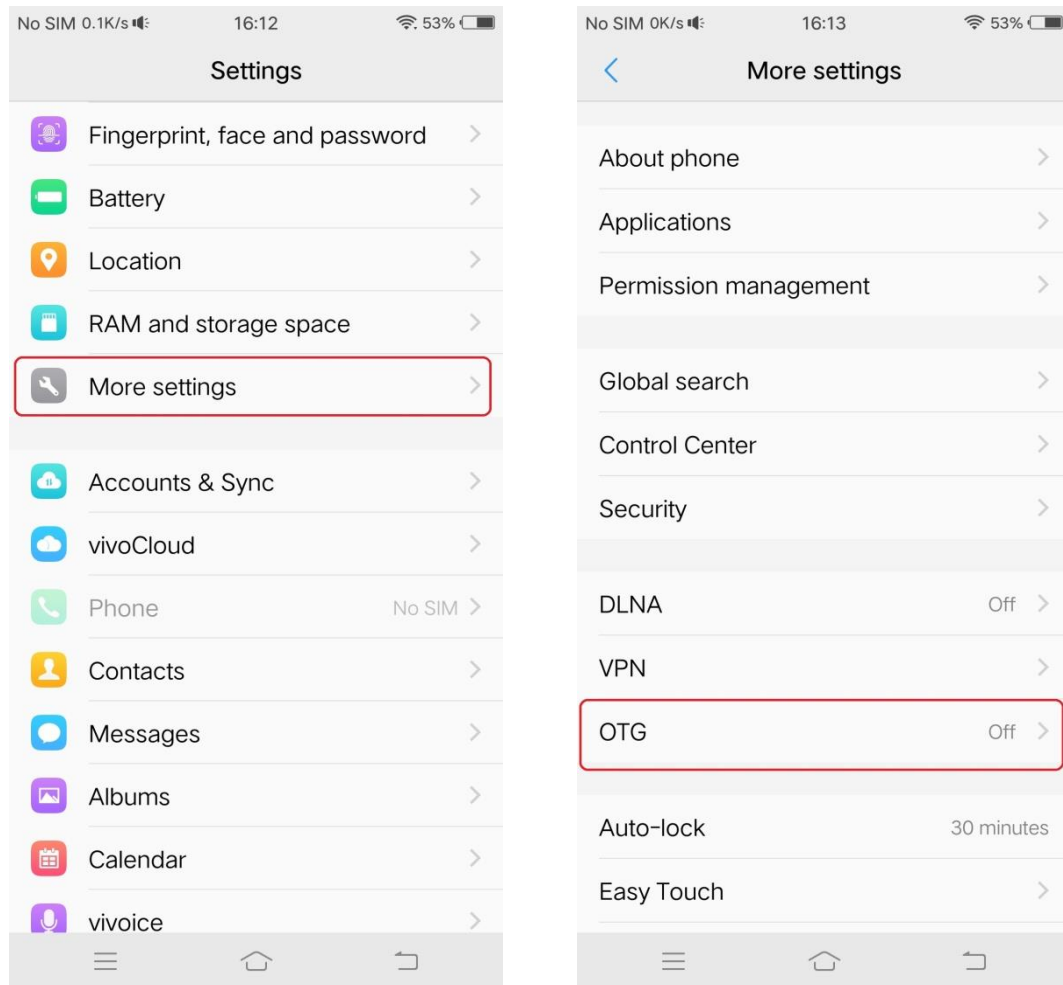 No SIM 0.1K/s 16:12 53%
Settings
Fingerprint, face and password
Battery
Location
RAM and storage space
More settings
Accounts & Sync
vivoCloud
Phone No SIM
Contacts
Messages
Albums
Calendar
vivoice
No SIM 0K/s 16:13 53%
More settings
About phone
Applications
Permission management
Global search
Control Center
Security
DLNA Off
VPN
OTG Off
Auto-lock 30 minutes
Easy Touch